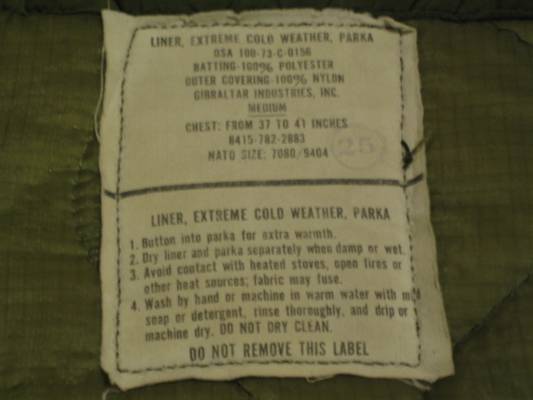 LINER, EXTREME COLD WEATHER, PARKA
DSA 100-73-C-0156
BATTING-100% POLYESTER
OUTER COVERING-100% NYLON
GIBRALTAR INDUSTRIES, INC.
MEDIUM
CHEST: FROM 37 TO 41 INCHES
8415-782-2883
NATO SIZE: 7080/9404
25
LINER, EXTREME COLD WEATHER, PARKA
1. Button into parka for extra warmth.
2. Dry liner and parka separately when damp or wet.
3. Avoid contact with heated stoves, open fires or
other heat sources; fabric may fuse.
4. Wash by hand or machine in warm water with
soap or detergent, rinse thoroughly, and drip or
machine dry. DO NOT DRY CLEAN.
DO NOT REMOVE THIS LABEL